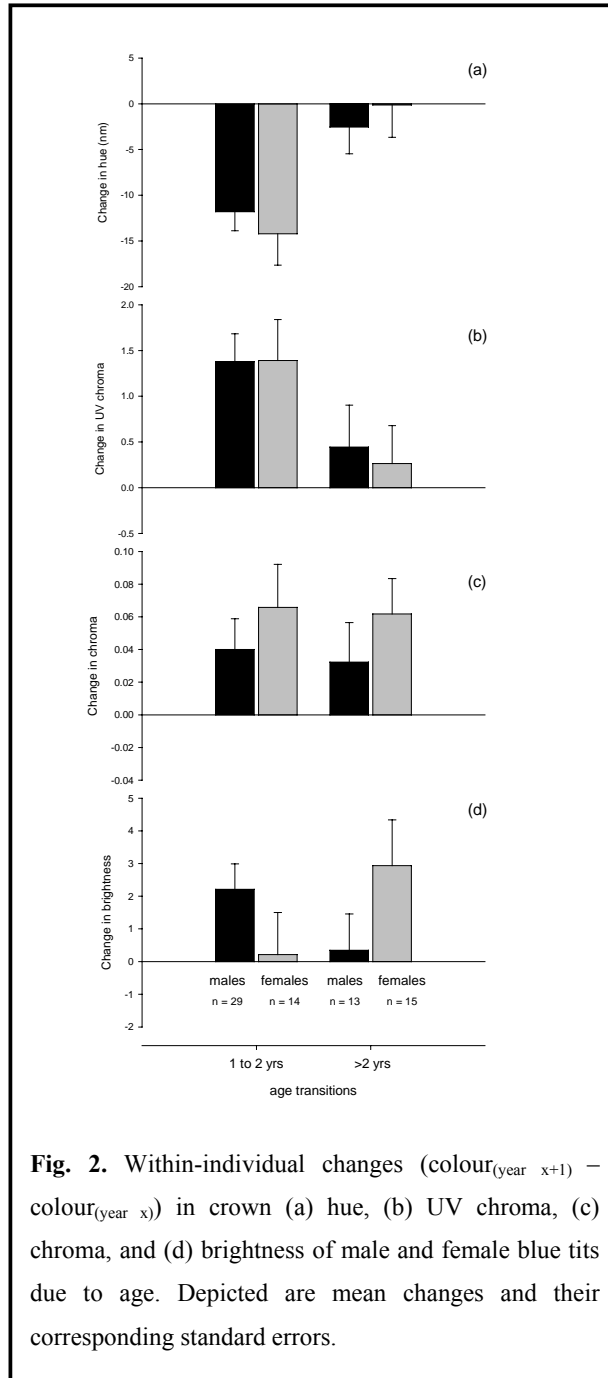 (a)
5
0
-5
-10
-15
-20
Change in hue (nm)
(b)
2.0
1.5
1.0
0.5
0.0
-0.5
Change in UV chroma
(c)
0.10
0.08
0.06
0.04
0.02
0.00
-0.02
-0.04
Change in chroma
(d)
5
4
3
2
1
0
-1
-2
Change in brightness
males females males females
n = 29 n = 14 n = 13 n = 15
1 to 2 yrs >2 yrs
age transitions
Fig. 2. Within-individual changes (colour(year x+1) –
colour(year x)) in crown (a) hue, (b) UV chroma, (c)
chroma, and (d) brightness of male and female blue tits
due to age. Depicted are mean changes and their
corresponding standard errors.